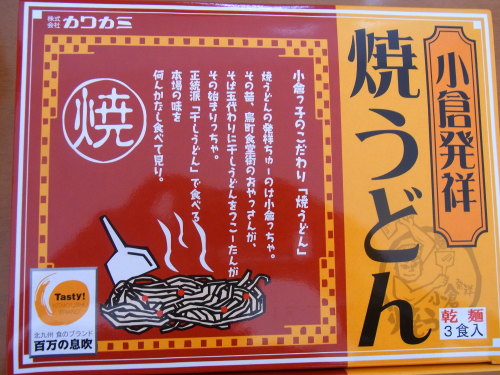 株式会社 カワカミ
小倉発祥
焼うどん
小倉っ子のこだわり「焼うどん」
焼うどんの発祥ちゅーのは小倉っちゃ。
その昔、鳥町食堂街のおやっさんが、
そば玉代わりに干しうどんをつこーたんが
その始まりっちゃ。
正統派「干しうどん」で食べる、
本場の味を
何んかだし食べて見り。
焼
Tasty!
北九州 食のブランド
百万の息吹
小倉
発祥
乾麺
3食入